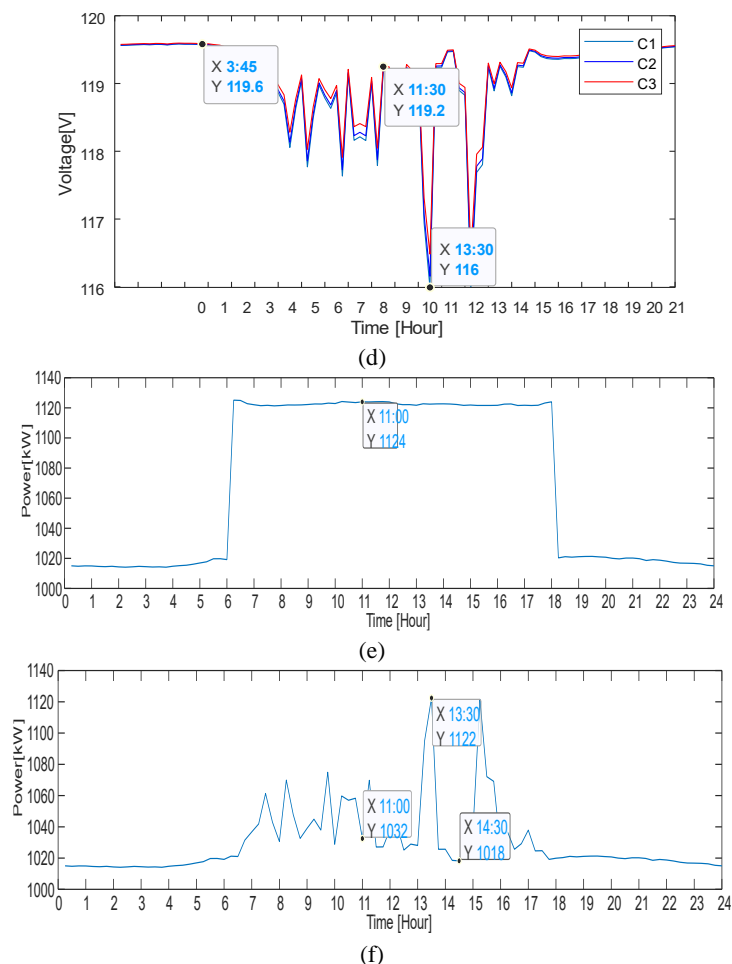 120
119
118
117
116
Voltage[V]
C1
C2
C3
X 3:45
Y 119.6
X 11:30
Y 119.2
X 13:30
Y 116
0 1 2 3 4 5 6 7 8 9 10 11 12 13 14 15 16 17 18 19 20 21
Time [Hour]
(d)
1140
1120
1100
1080
1060
1040
1020
1000
Power[kW]
X 11:00
Y 1124
0 1 2 3 4 5 6 7 8 9 10 11 12 13 14 15 16 17 18 19 20 21 22 23 24
Time [Hour]
(e)
1140
1120
1100
1080
1060
1040
1020
1000
Power[kW]
X 13:30
Y 1122
X 11:00
Y 1032
X 14:30
Y 1018
0 1 2 3 4 5 6 7 8 9 10 11 12 13 14 15 16 17 18 19 20 21 22 23 24
Time [Hour]
(f)